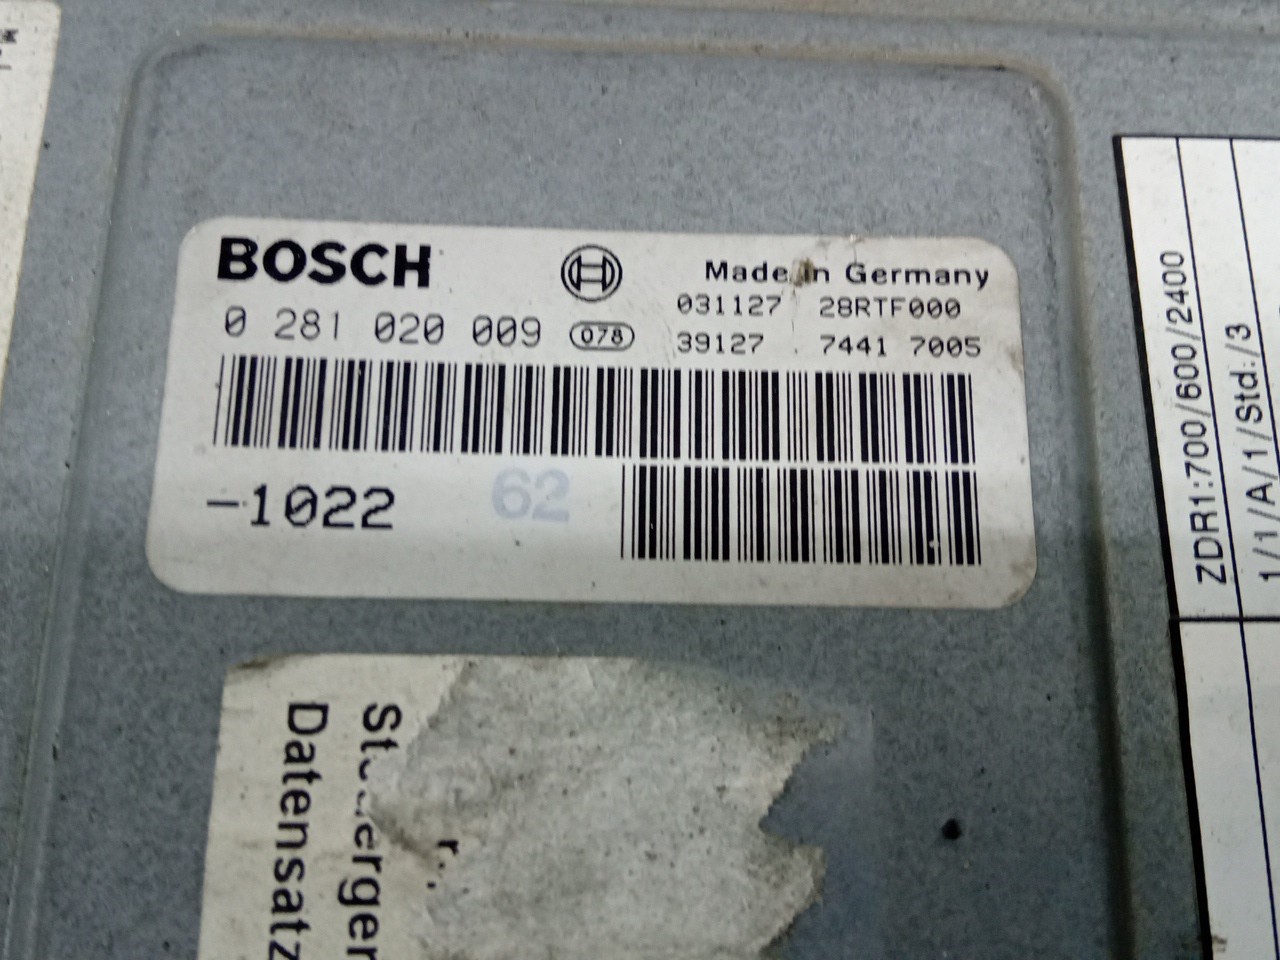 BOSCH
Made in Germany
0 281 020 009
078
031127 28RTF000
39127 7441 7005
-1022
62
ZDR1:700/600/2400
1/1/A/1/Std:/3
Datensatz